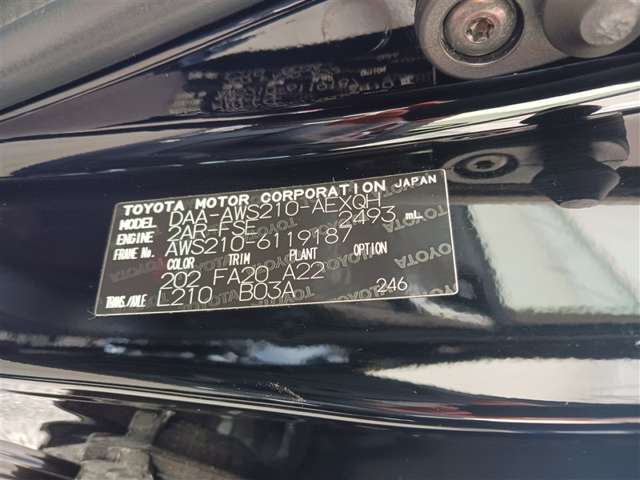 TOYOTA MOTOR CORPORATION JAPAN
MODEL DAA-AWS210-AEXQH
ENGINE 2AR-FSE 2493 mL
FRAME No. AWS210-6119187
COLOR TRIM PLANT OPTION
202 FA20 A22
TRANS./AXLE L210 B03A 246